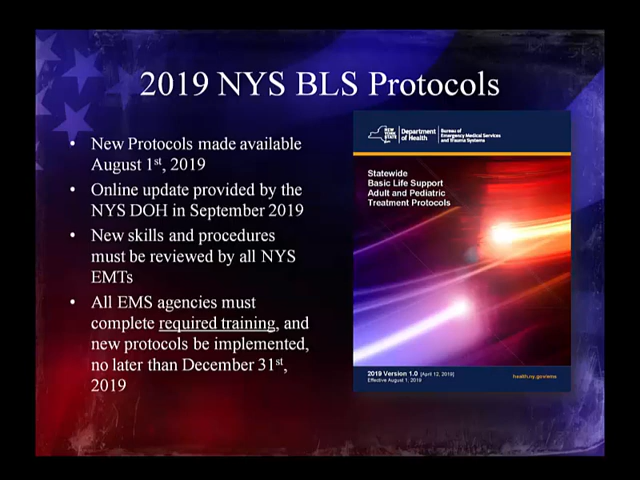 2019 NYS BLS Protocols
• New Protocols made available
August 1st, 2019
• Online update provided by the
NYS DOH in September 2019
• New skills and procedures
must be reviewed by all NYS
EMTs
• All EMS agencies must
complete required training, and
new protocols be implemented,
no later than December 31st,
2019
NEW YORK STATE
Department of Health
Bureau of
Emergency Medical Services
and Trauma Systems
Statewide
Basic Life Support
Adult and Pediatric
Treatment Protocols
2019 Version 1.0 [April 12, 2019]
Effective August 1, 2019
health.ny.gov/ems